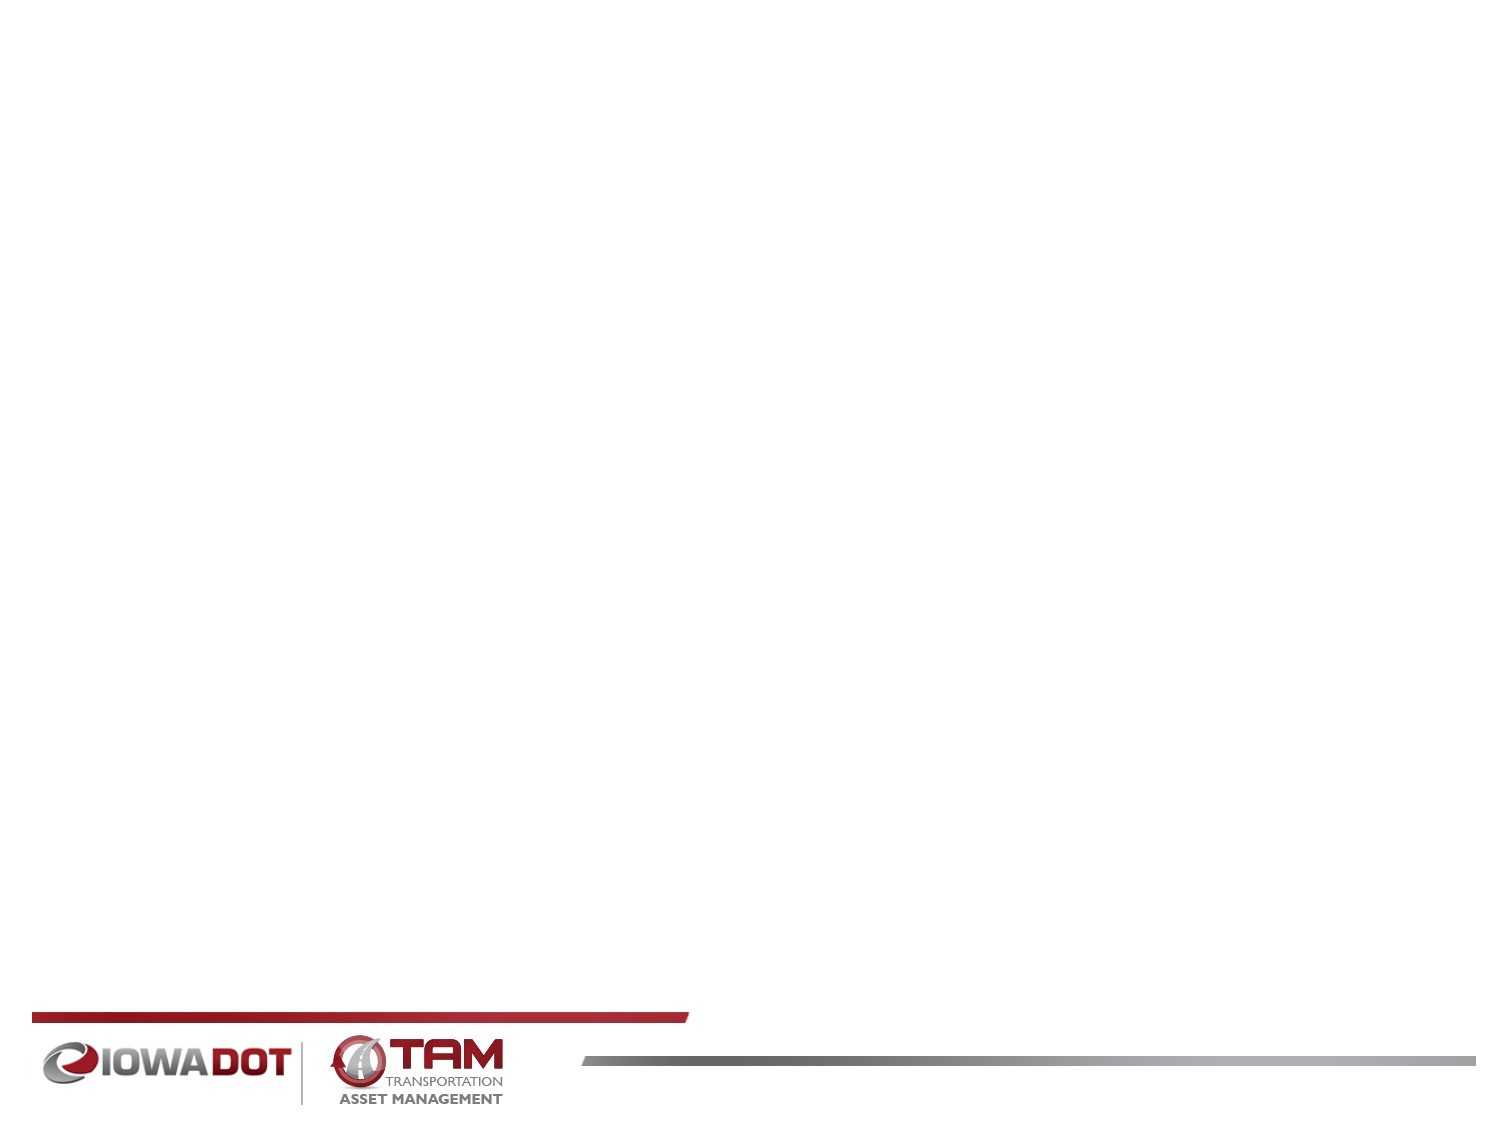 IOWADOT
TAM
TRANSPORTATION
ASSET MANAGEMENT